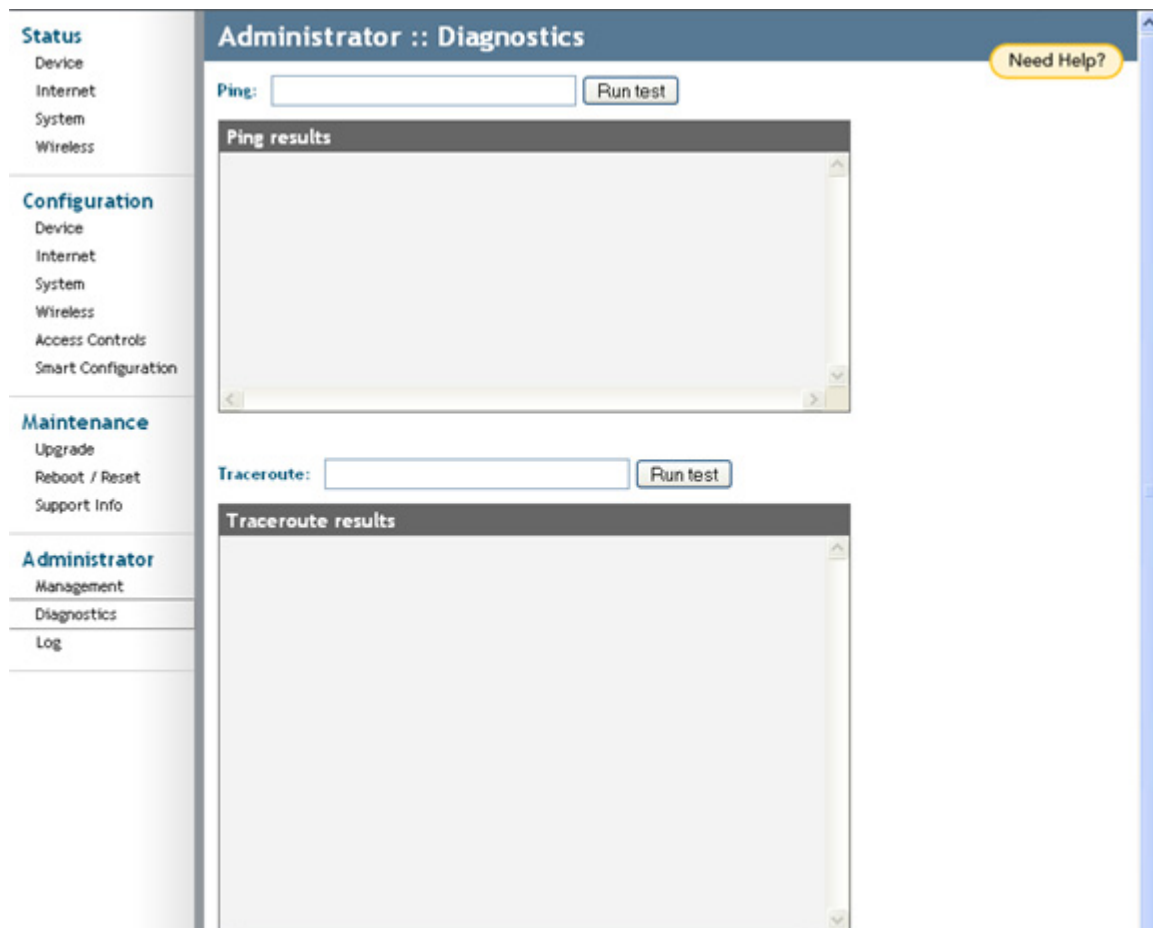 Status
Device
Internet
System
Wireless
Configuration
Device
Internet
System
Wireless
Access Controls
Smart Configuration
Maintenance
Upgrade
Reboot / Reset
Support Info
Administrator
Management
Diagnostics
Log
Administrator :: Diagnostics
Need Help?
Ping: Run test
Ping results
Traceroute: Run test
Traceroute results